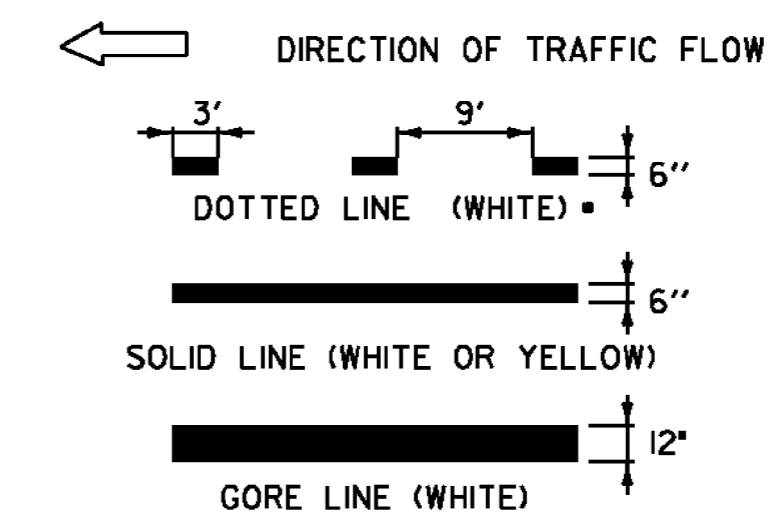 DIRECTION OF TRAFFIC FLOW
3' 9'
6''
DOTTED LINE (WHITE) ▪
6''
SOLID LINE (WHITE OR YELLOW)
12"
GORE LINE (WHITE)